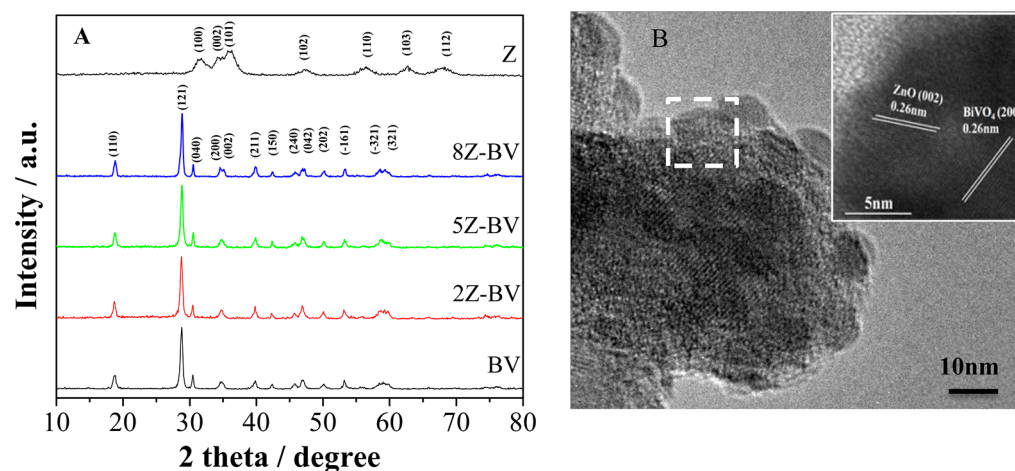 A
(100)
(002)
(101)
(102)
(110)
(103)
(112)
Z
(110)
(121)
(040)
(200)
(002)
(211)
(150)
(240)
(042)
(202)
(-161)
(-321)
(321)
8Z-BV
5Z-BV
2Z-BV
BV
Intensity / a.u.
10 20 30 40 50 60 70 80
2 theta / degree
B
ZnO (002)
0.26nm
BiVO₄ (200
0.26nm
5nm
10nm